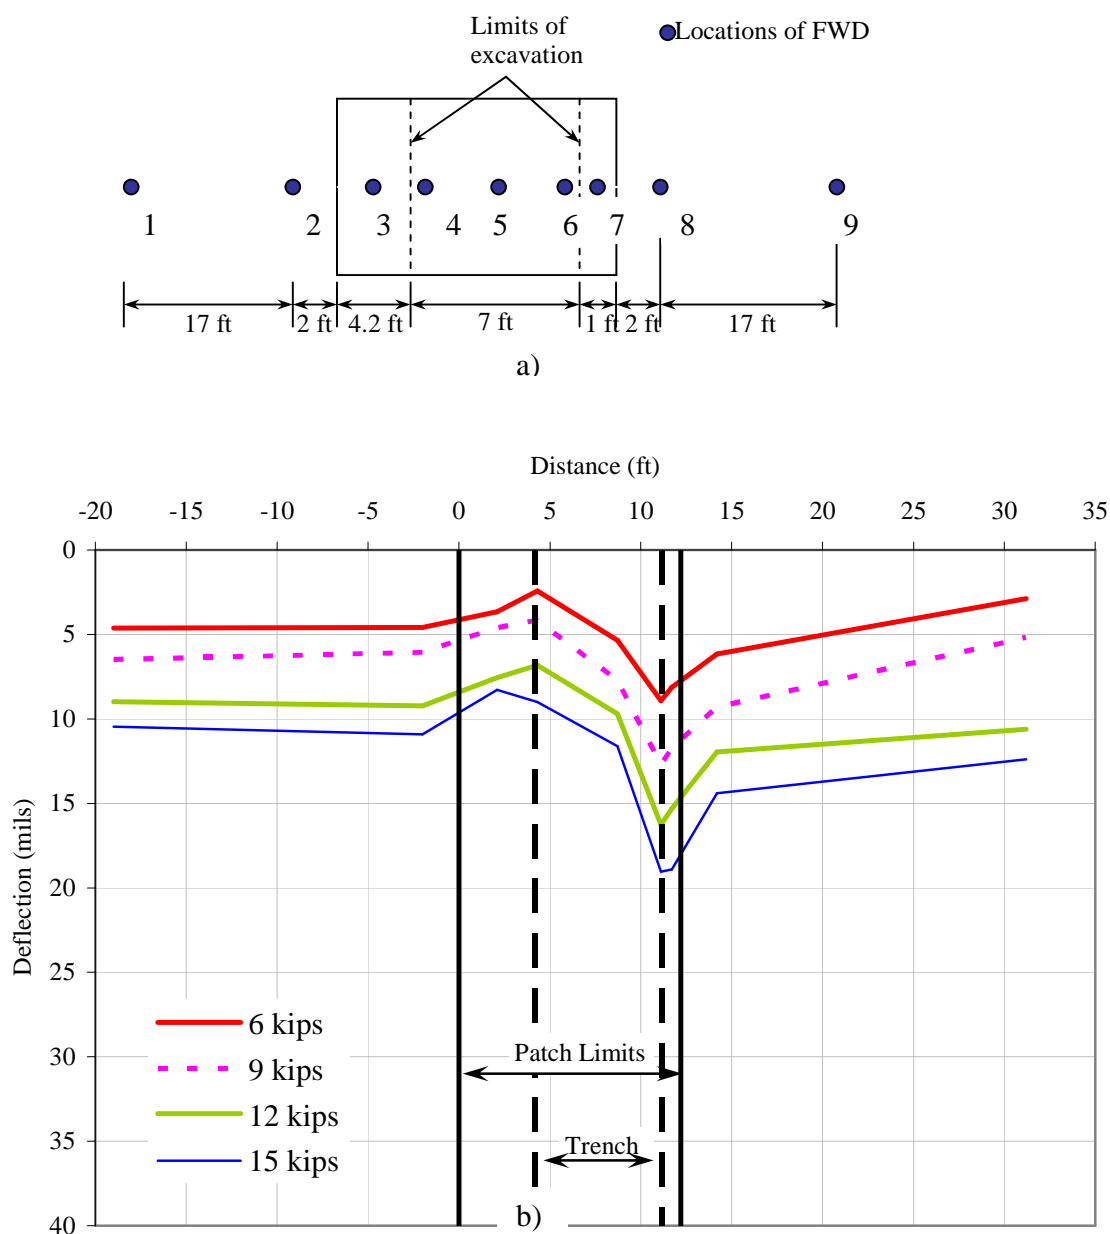 Limits of
excavation
Locations of FWD
1 2 3 4 5 6 7 8 9
17 ft 2 ft 4.2 ft 7 ft 1 ft 2 ft 17 ft
a)
Distance (ft)
-20 -15 -10 -5 0 5 10 15 20 25 30 35
0
5
10
15
20
25
30
35
40
Deflection (mils)
6 kips
9 kips
12 kips
15 kips
Patch Limits
Trench
b)